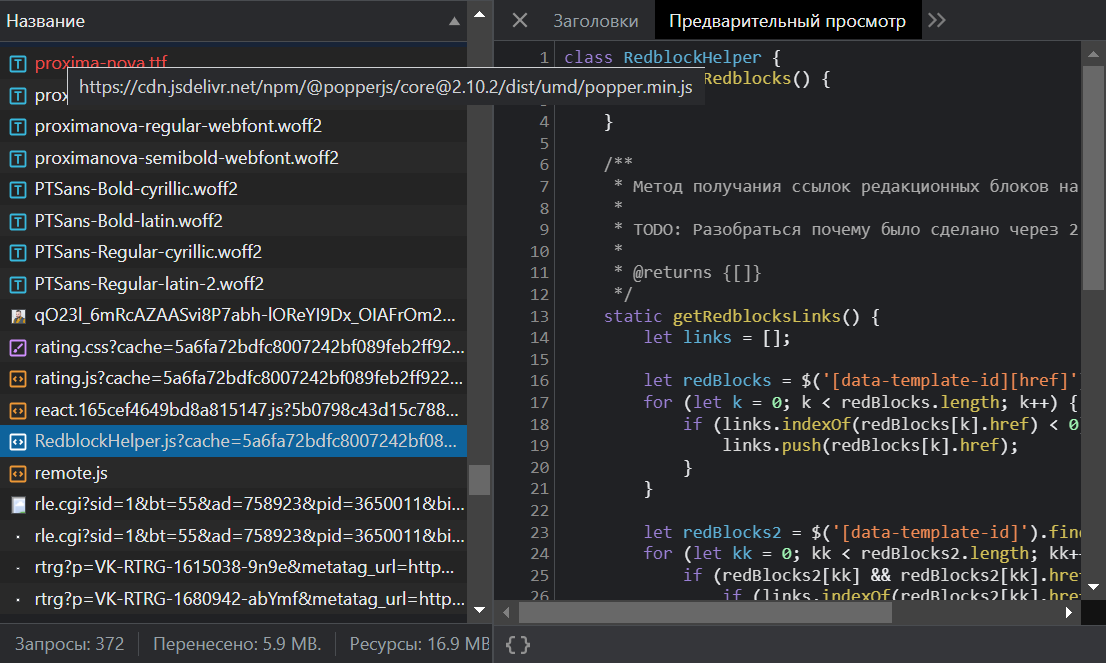 Название
Заголовки
Предварительный просмотр
proxima-nova.ttf
prox
https://cdn.jsdelivr.net/npm/@popperjs/core@2.10.2/dist/umd/popper.min.js
proximanova-regular-webfont.woff2
proximanova-semibold-webfont.woff2
PTSans-Bold-cyrillic.woff2
PTSans-Bold-latin.woff2
PTSans-Regular-cyrillic.woff2
PTSans-Regular-latin-2.woff2
qO23l_6mRcAZAASvi8P7abh-lOReYI9Dx_OIAFrOm2...
rating.css?cache=5a6fa72bdfc8007242bf089feb2ff92...
rating.js?cache=5a6fa72bdfc8007242bf089feb2ff922...
react.165cef4649bd8a815147.js?5b0798c43d15c788...
RedblockHelper.js?cache=5a6fa72bdfc8007242bf08...
remote.js
rle.cgi?sid=1&bt=55&ad=758923&pid=3650011&bi...
rle.cgi?sid=1&bt=55&ad=758923&pid=3650011&bi...
rtrg?p=VK-RTRG-1615038-9n9e&metatag_url=http...
rtrg?p=VK-RTRG-1680942-abYmf&metatag_url=http...
Запросы: 372
Перенесено: 5.9 MB.
Ресурсы: 16.9 MB
1 class RedblockHelper {
Redblocks() {
4 }
5
6 /**
7 * Метод получания ссылок редакционных блоков на
8 *
9 * TODO: Разобраться почему было сделано через 2
10 *
11 * @returns {[]}
12 */
13 static getRedblocksLinks() {
14 let links = [];
15
16 let redBlocks = $('[data-template-id][href]'
17 for (let k = 0; k < redBlocks.length; k++) {
18 if (links.indexOf(redBlocks[k].href) < 0
19 links.push(redBlocks[k].href);
20 }
21 }
22
23 let redBlocks2 = $('[data-template-id]').fin
24 for (let kk = 0; kk < redBlocks2.length; kk+
25 if (redBlocks2[kk] && redBlocks2[kk].hre
26 if (links.indexOf(redBlocks2[kk].hre
{}